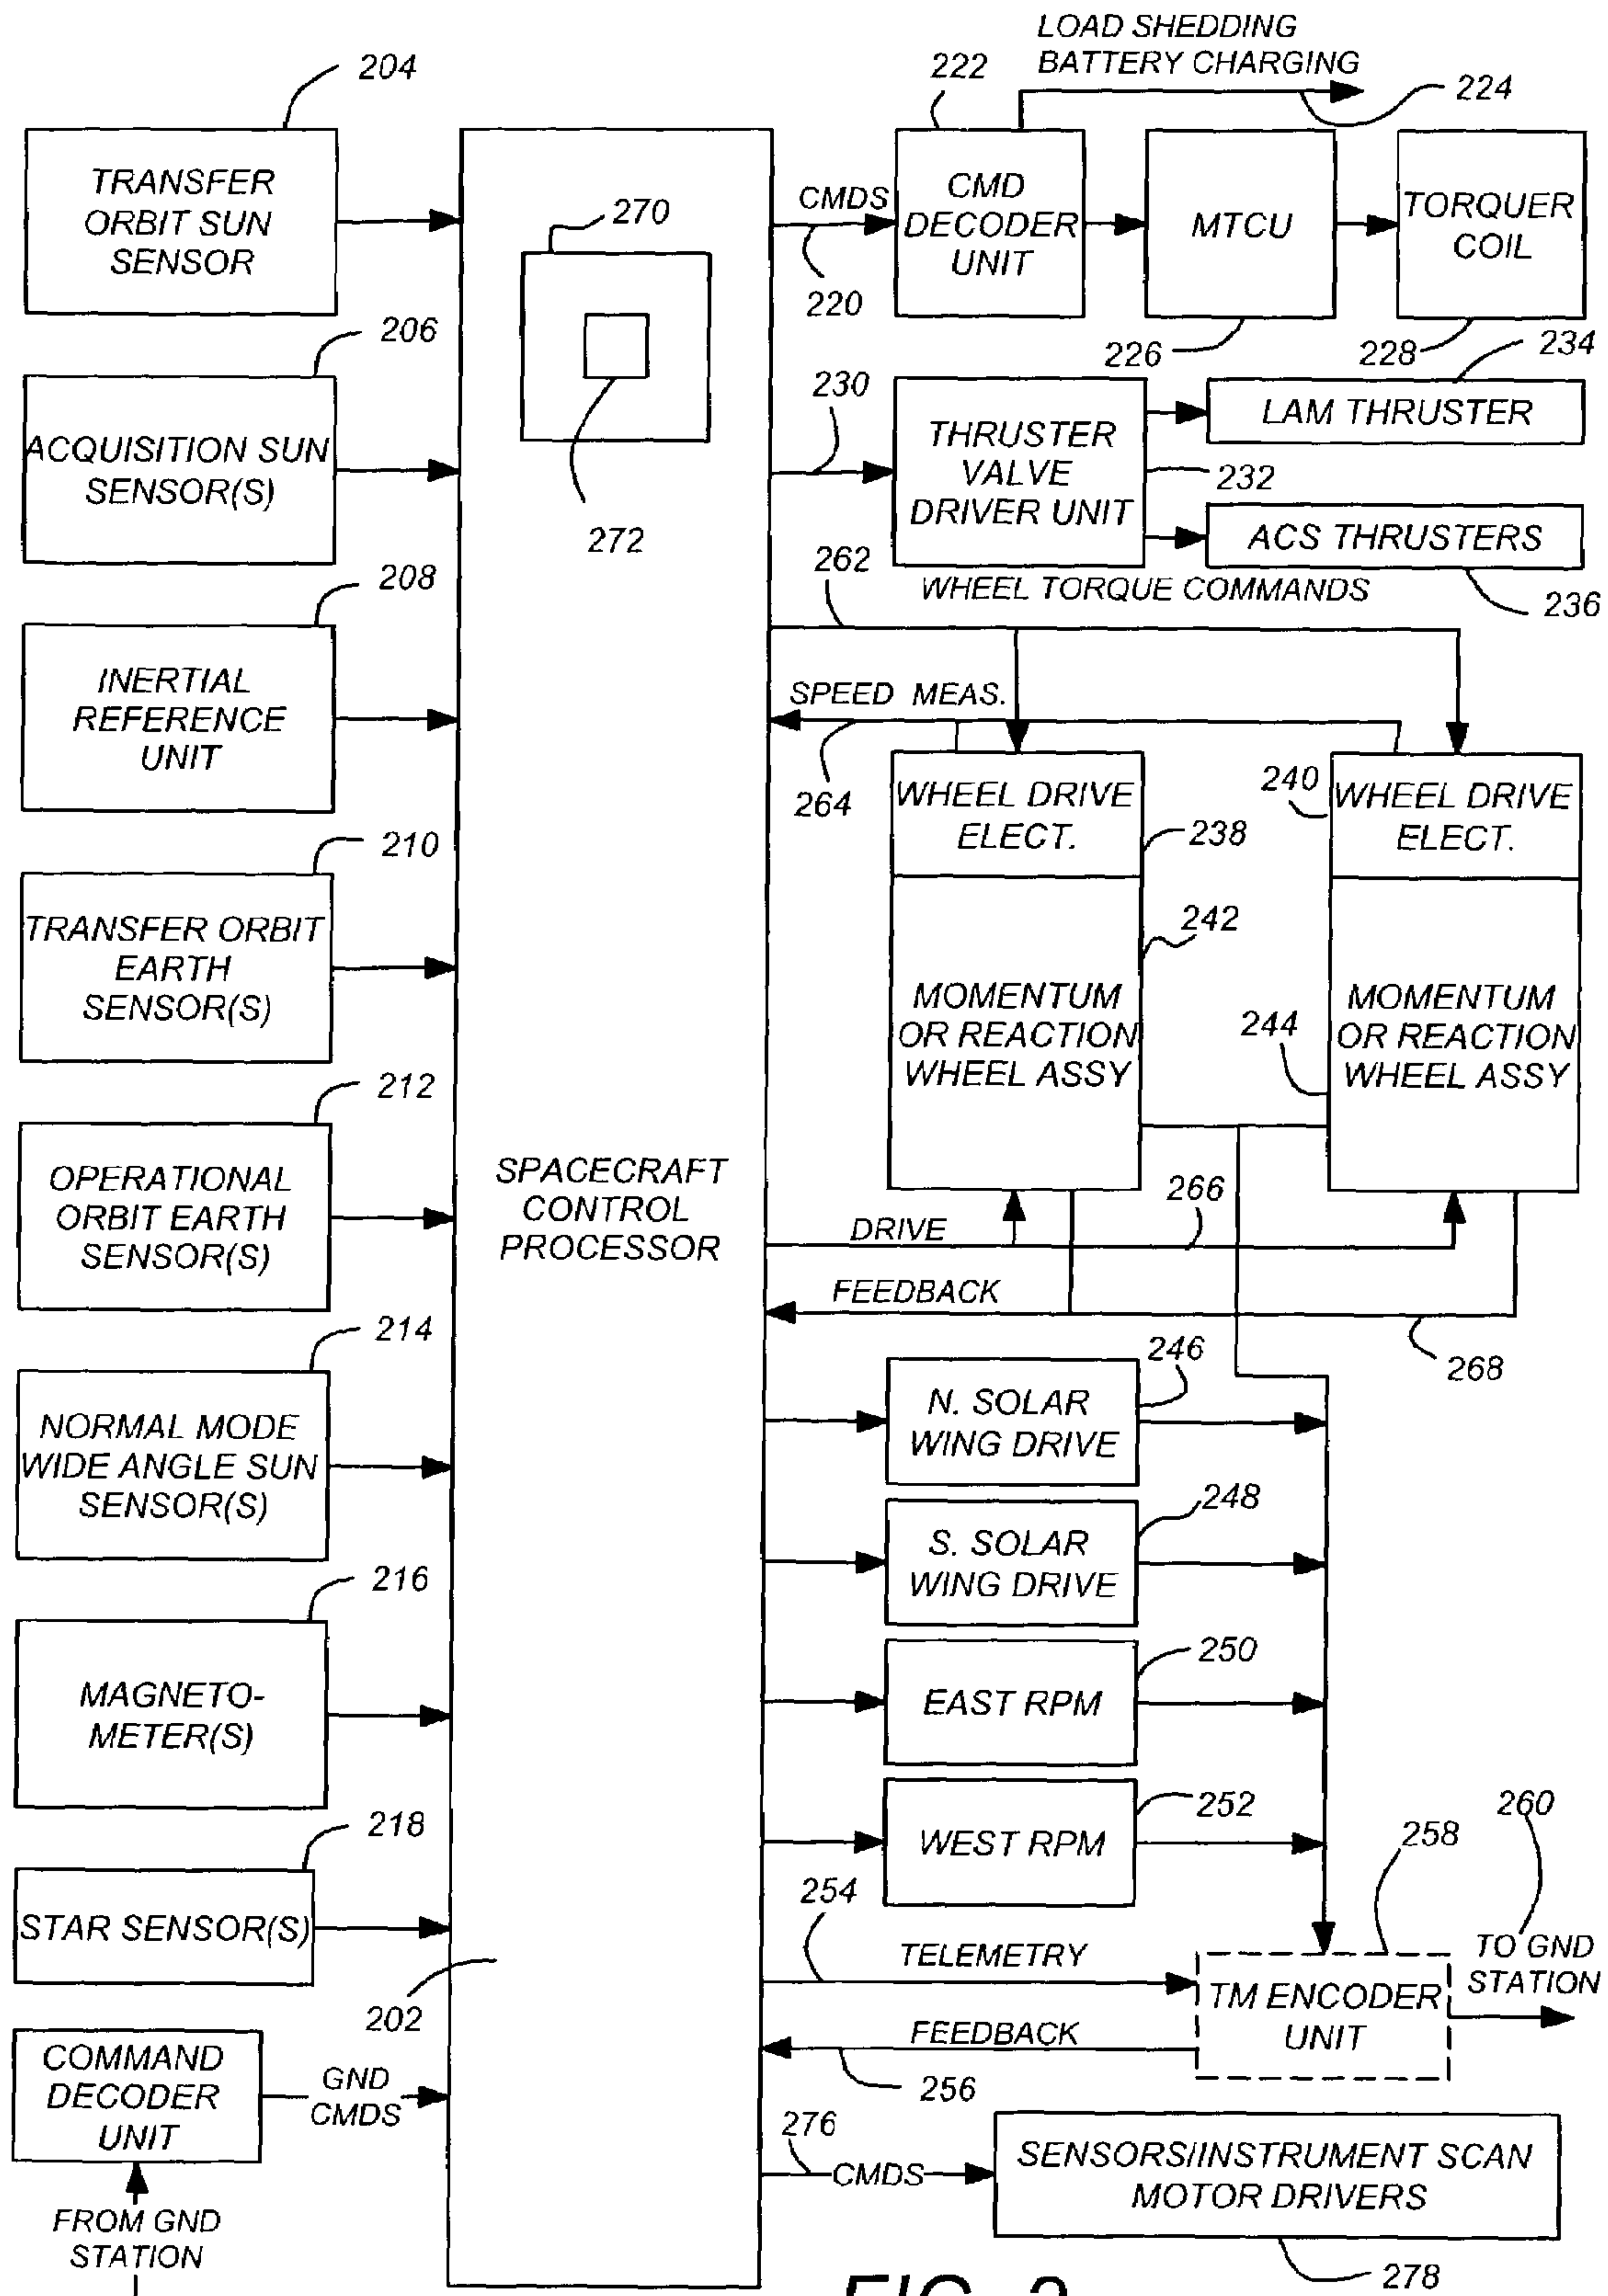 LOAD SHEDDING
BATTERY CHARGING
204
222
224
TRANSFER
ORBIT SUN
SENSOR
270
CMDS
220
CMD
DECODER
UNIT
MTCU
TORQUER
COIL
226
228
234
206
ACQUISITION SUN
SENSOR(S)
272
230
THRUSTER
VALVE
DRIVER UNIT
LAM THRUSTER
232
ACS THRUSTERS
236
262
WHEEL TORQUE COMMANDS
208
INERTIAL
REFERENCE
UNIT
SPEED MEAS.
264
WHEEL DRIVE
ELECT.
238
240
WHEEL DRIVE
ELECT.
210
TRANSFER ORBIT
EARTH
SENSOR(S)
242
MOMENTUM
OR REACTION
WHEEL ASSY
244
MOMENTUM
OR REACTION
WHEEL ASSY
212
OPERATIONAL
ORBIT EARTH
SENSOR(S)
SPACECRAFT
CONTROL
PROCESSOR
DRIVE
266
FEEDBACK
268
214
NORMAL MODE
WIDE ANGLE SUN
SENSOR(S)
N. SOLAR
WING DRIVE
246
S. SOLAR
WING DRIVE
248
216
MAGNETO-
METER(S)
EAST RPM
250
WEST RPM
252
218
STAR SENSOR(S)
202
254
TELEMETRY
258
260
TM ENCODER
UNIT
TO GND
STATION
FEEDBACK
256
COMMAND
DECODER
UNIT
GND
CMDS
276
CMDS
SENSORS/INSTRUMENT SCAN
MOTOR DRIVERS
278
FROM GND
STATION